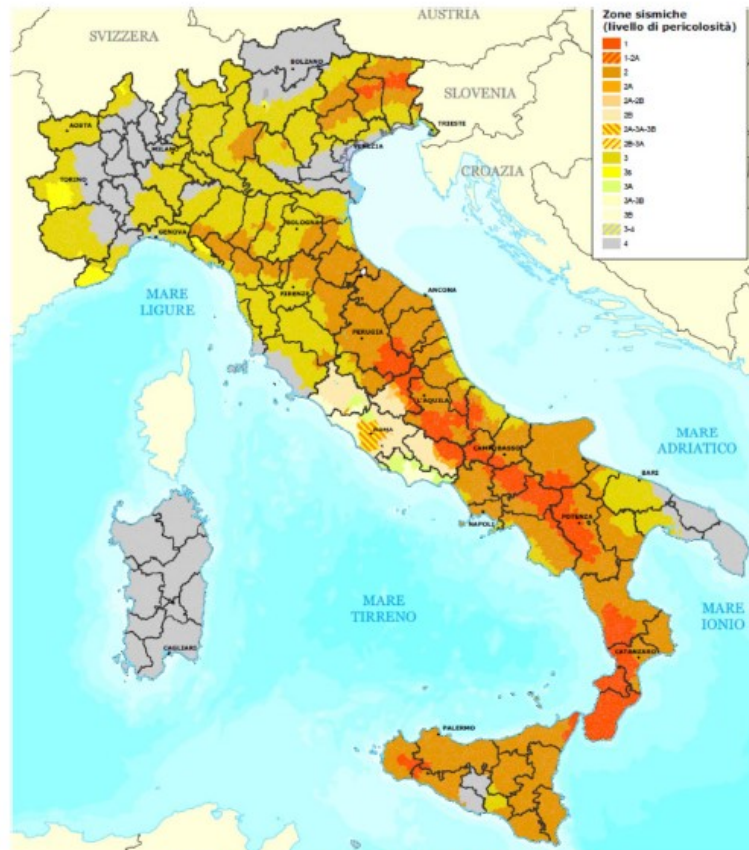 AUSTRIA
SVIZZERA
BOLZANO
SLOVENIA
AOSTA
TRIESTE
MILANO
VENEZIA
TORINO
CROAZIA
BOLOGNA
GENOVA
FIRENZE
MARE
LIGURE
ANCONA
PERUGIA
L'AQUILA
ROMA
CAMPOBASSO
MARE
ADRIATICO
BARI
NAPOLI
POTENZA
MARE
TIRRENO
MARE
IONIO
CAGLIARI
CATANZARO
PALERMO
Zone sismiche
(livello di pericolosità)
1
1-2A
2
2A
2A-2B
2B
2A-3A-3B
2B-3A
3
3s
3A
3A-3B
3B
3-4
4